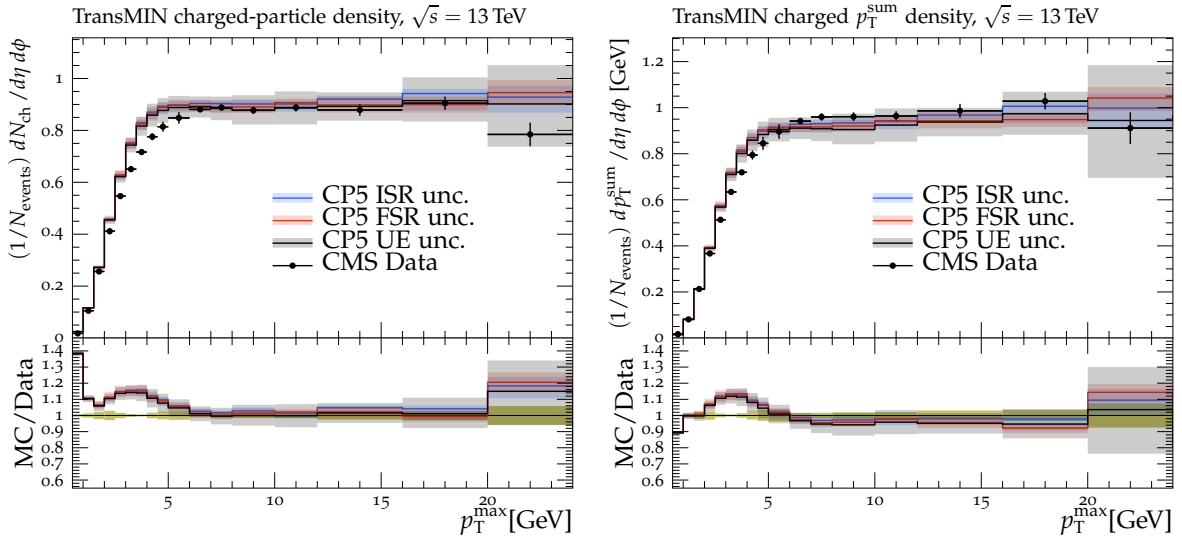 TransMIN charged-particle density, √s = 13 TeV
(1/N_events) dN_ch/dη dϕ
1
0.8
0.6
0.4
0.2
0
CP5 ISR unc.
CP5 FSR unc.
CP5 UE unc.
CMS Data
MC/Data
1.4
1.3
1.2
1.1
1
0.9
0.8
0.7
0.6
5
10
15
20
p_T^max [GeV]
TransMIN charged p_T^sum density, √s = 13 TeV
(1/N_events) dp_T^sum/dη dϕ [GeV]
1.2
1
0.8
0.6
0.4
0.2
0
CP5 ISR unc.
CP5 FSR unc.
CP5 UE unc.
CMS Data
MC/Data
1.4
1.3
1.2
1.1
1
0.9
0.8
0.7
0.6
5
10
15
20
p_T^max [GeV]